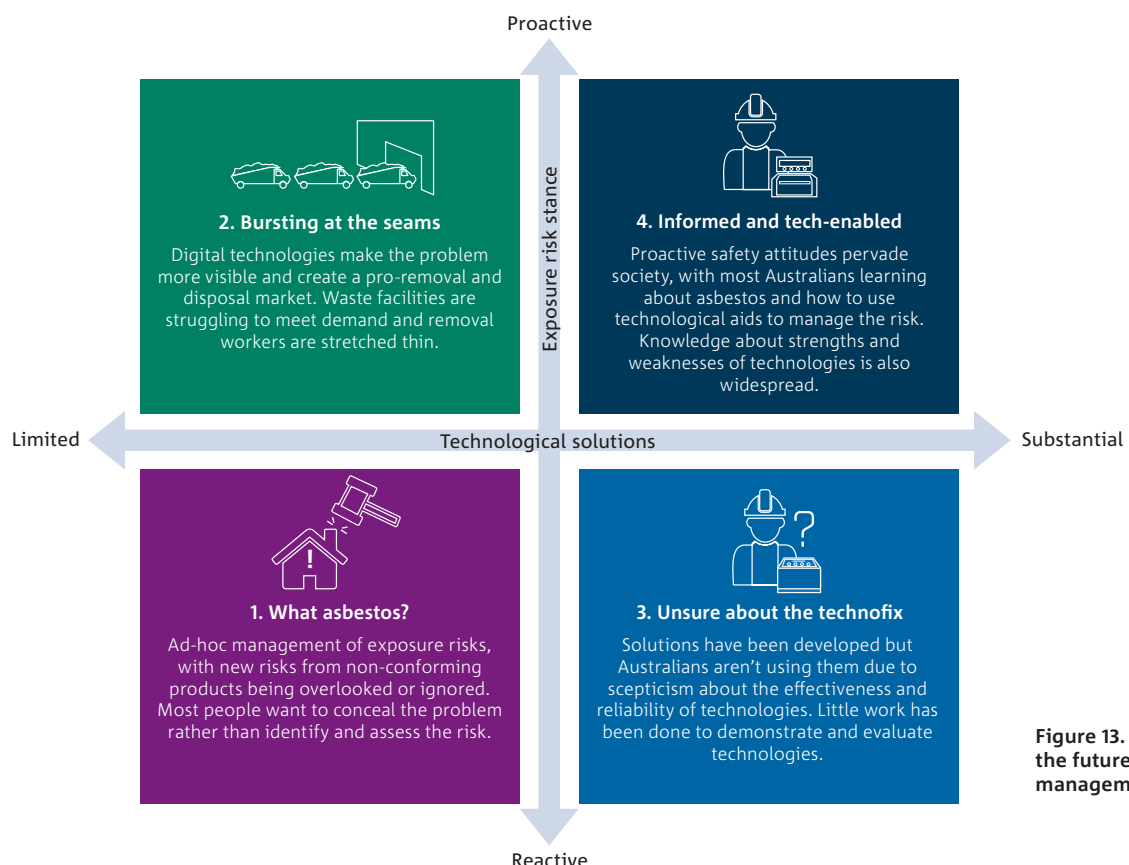 Proactive
2. Bursting at the seams
Digital technologies make the problem
more visible and create a pro-removal and
disposal market. Waste facilities are
struggling to meet demand and removal
workers are stretched thin.
Exposure risk stance
4. Informed and tech-enabled
Proactive safety attitudes pervade
society, with most Australians learning
about asbestos and how to use
technological aids to manage the risk.
Knowledge about strengths and
weaknesses of technologies is also
widespread.
Limited
Technological solutions
Substantial
!
1. What asbestos?
Ad-hoc management of exposure risks,
with new risks from non-conforming
products being overlooked or ignored.
Most people want to conceal the problem
rather than identify and assess the risk.
?
3. Unsure about the technofix
Solutions have been developed but
Australians aren’t using them due to
scepticism about the effectiveness and
reliability of technologies. Little work has
been done to demonstrate and evaluate
technologies.
Figure 13.
the future
managem
Reactive